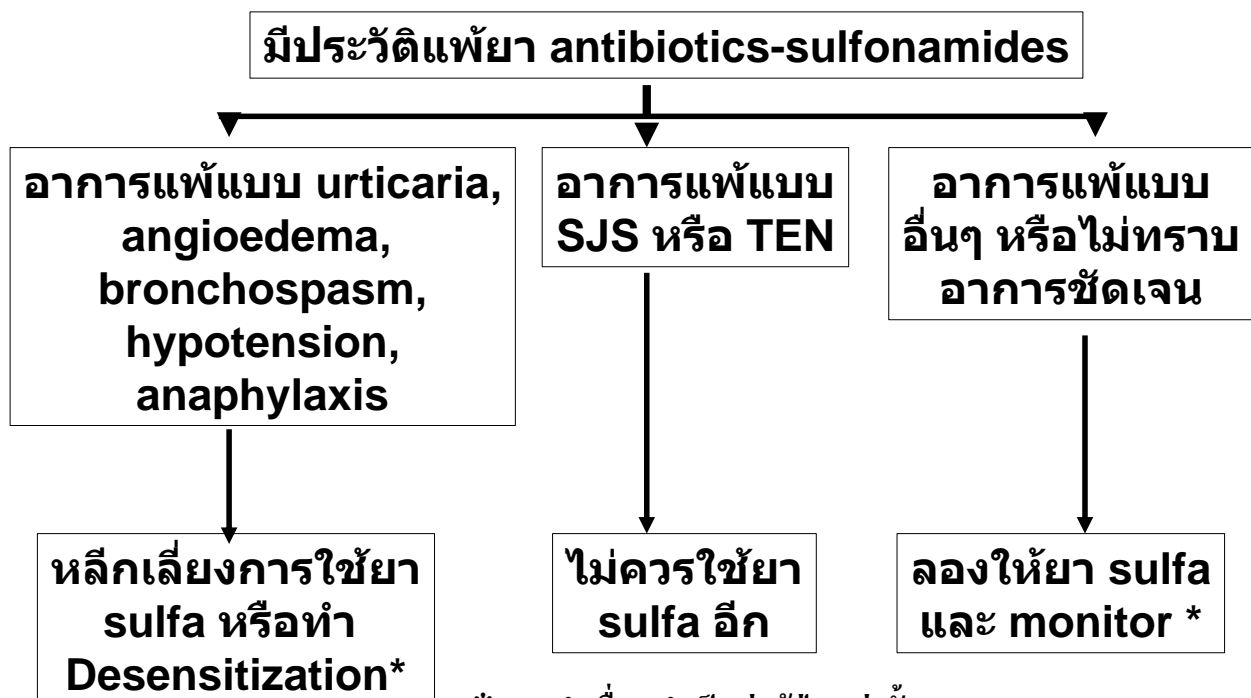 มีประวัติแพ้ยา antibiotics-sulfonamides
อาการแพ้แบบ urticaria,
angioedema,
bronchospasm,
hypotension,
anaphylaxis
อาการแพ้แบบ
SJS หรือ TEN
อาการแพ้แบบ
อื่นๆ หรือไม่ทราบ
อาการชัดเจน
หลีกเลี่ยงการใช้ยา
sulfa หรือทำ
Desensitization*
ไม่ควรใช้ยา
sulfa อีก
ลองให้ยา sulfa
และ monitor *